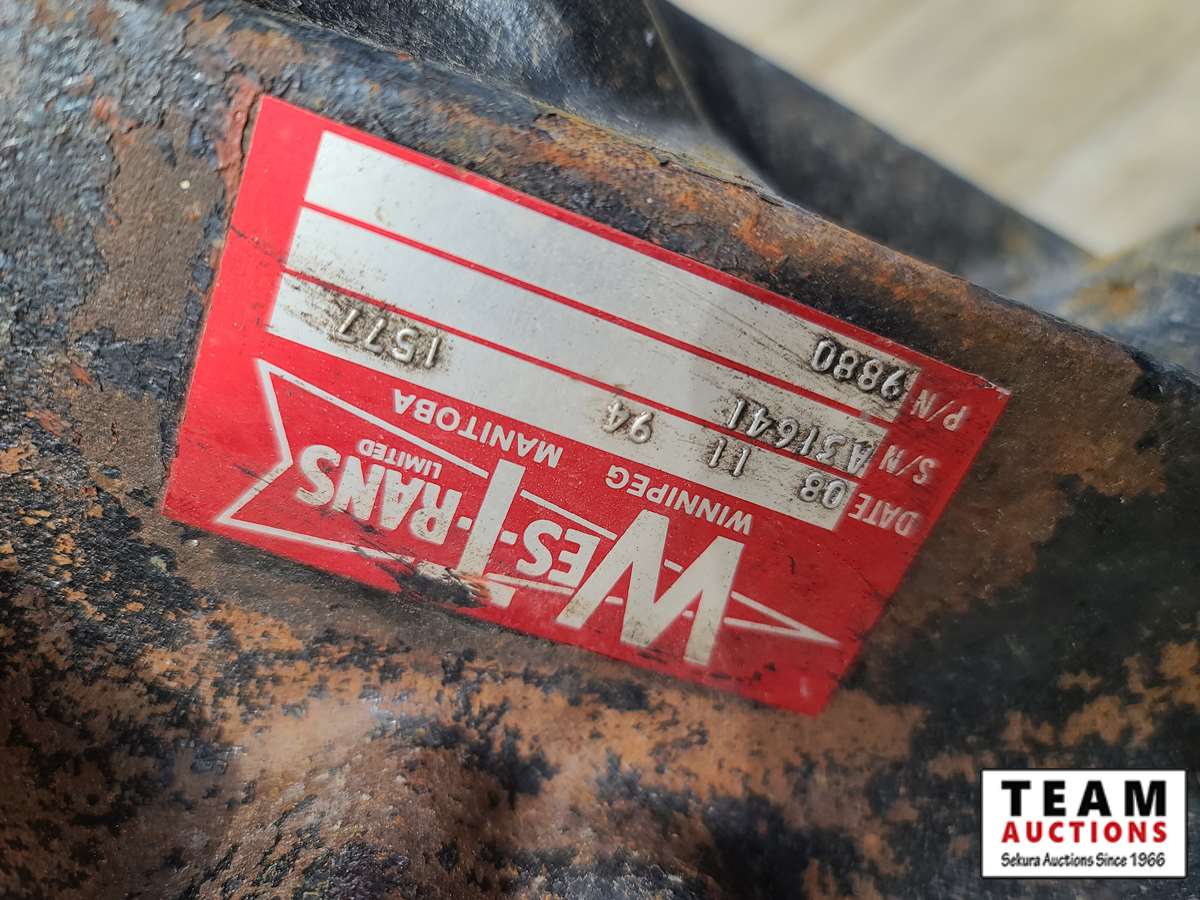 WES-T-RANS
LIMITED
WINNIPEG MANITOBA
DATE 08 11 94 1577
S/N A31641
P/N 9880
TEAM
AUCTIONS
Sekura Auctions Since 1966